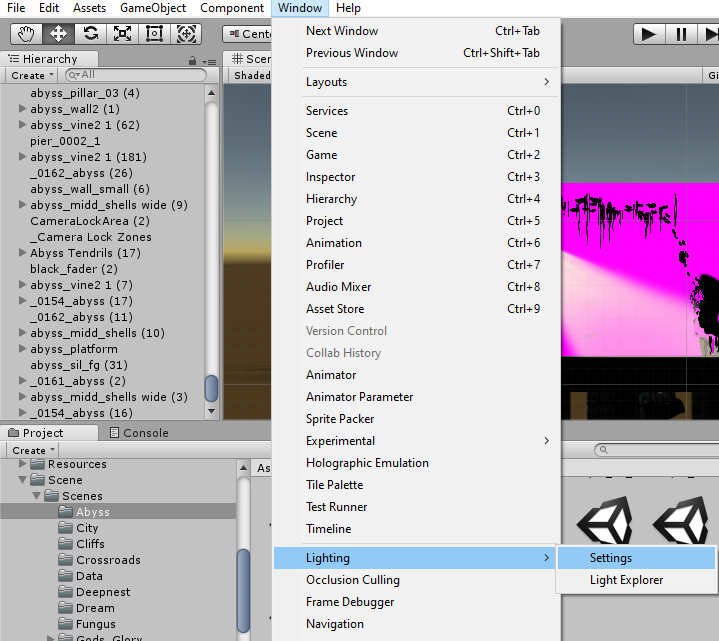 File Edit Assets GameObject Component Window Help
Hierarchy
Create
All
abyss_pillar_03 (4)
abyss_wall2 (1)
abyss_vine2 1 (62)
pier_0002_1
abyss_vine2 1 (181)
_0162_abyss (26)
abyss_wall_small (6)
abyss_midd_shells wide (9)
CameraLockArea (2)
_Camera Lock Zones
Abyss Tendrils (17)
black_fader (2)
abyss_vine2 1 (7)
_0154_abyss (17)
_0162_abyss (11)
abyss_midd_shells (10)
abyss_platform
abyss_sil_fg (31)
_0161_abyss (2)
abyss_midd_shells wide (3)
_0154_abyss (16)
Cente
Scen
Shaded
Gi
Next Window Ctrl+Tab
Previous Window Ctrl+Shift+Tab
Layouts
Services Ctrl+0
Scene Ctrl+1
Game Ctrl+2
Inspector Ctrl+3
Hierarchy Ctrl+4
Project Ctrl+5
Animation Ctrl+6
Profiler Ctrl+7
Audio Mixer Ctrl+8
Asset Store Ctrl+9
Version Control
Collab History
Animator
Animator Parameter
Sprite Packer
Experimental
Holographic Emulation
Tile Palette
Test Runner
Timeline
Lighting
Occlusion Culling
Frame Debugger
Navigation
Settings
Light Explorer
Project Console
Create
As
Resources
Scene
Scenes
Abyss
City
Cliffs
Crossroads
Data
Deepnest
Dream
Fungus
Gods_Glory